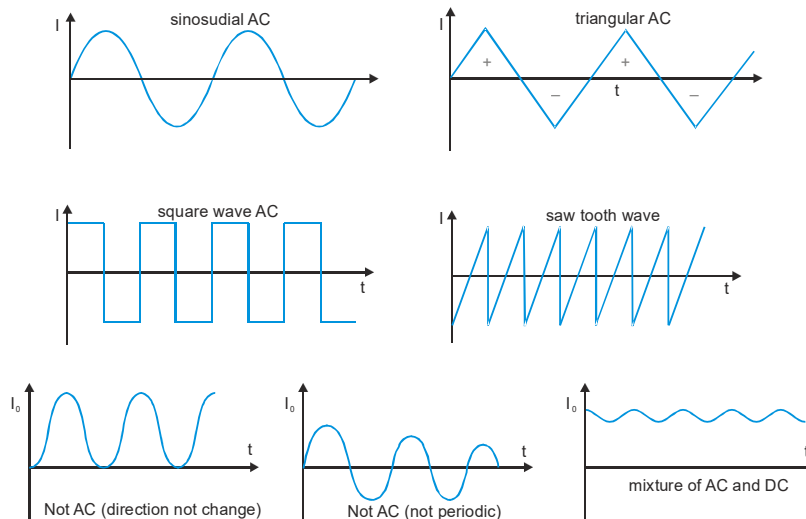 sinosudial AC
I
triangular AC
I
+
+
–
–
t
square wave AC
I
t
saw tooth wave
I
t
I₀
t
Not AC (direction not change)
I₀
t
Not AC (not periodic)
I₀
t
mixture of AC and DC